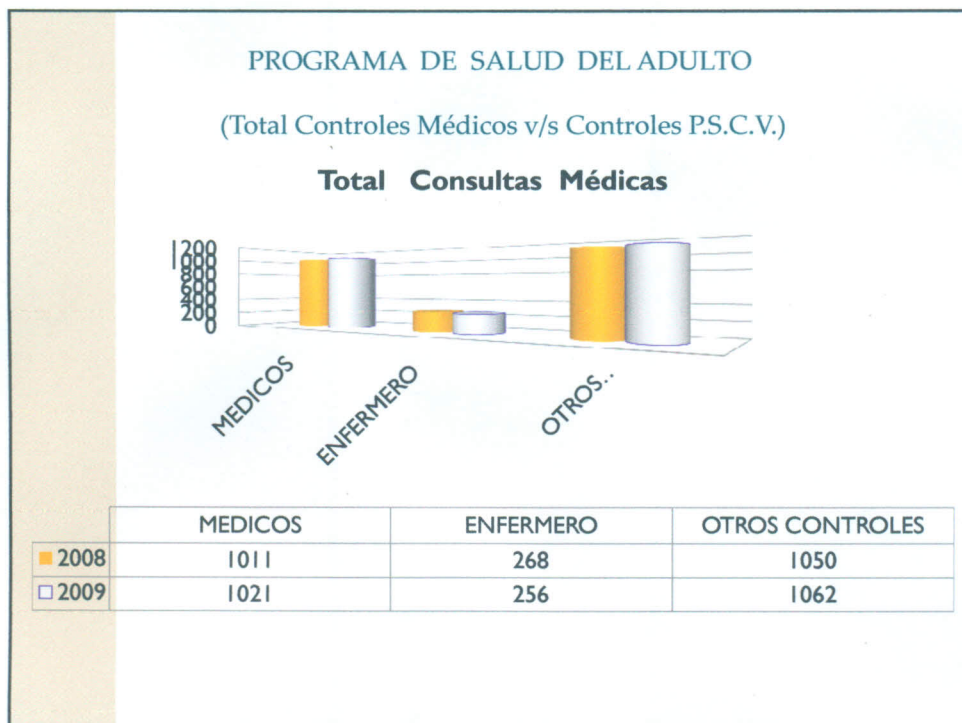 PROGRAMA DE SALUD DEL ADULTO
(Total Controles Médicos v/s Controles P.S.C.V.)
Total Consultas Médicas
1200
1000
800
600
400
200
0
MEDICOS
ENFERMERO
OTROS..
MEDICOS ENFERMERO OTROS CONTROLES
2008 1011 268 1050
2009 1021 256 1062